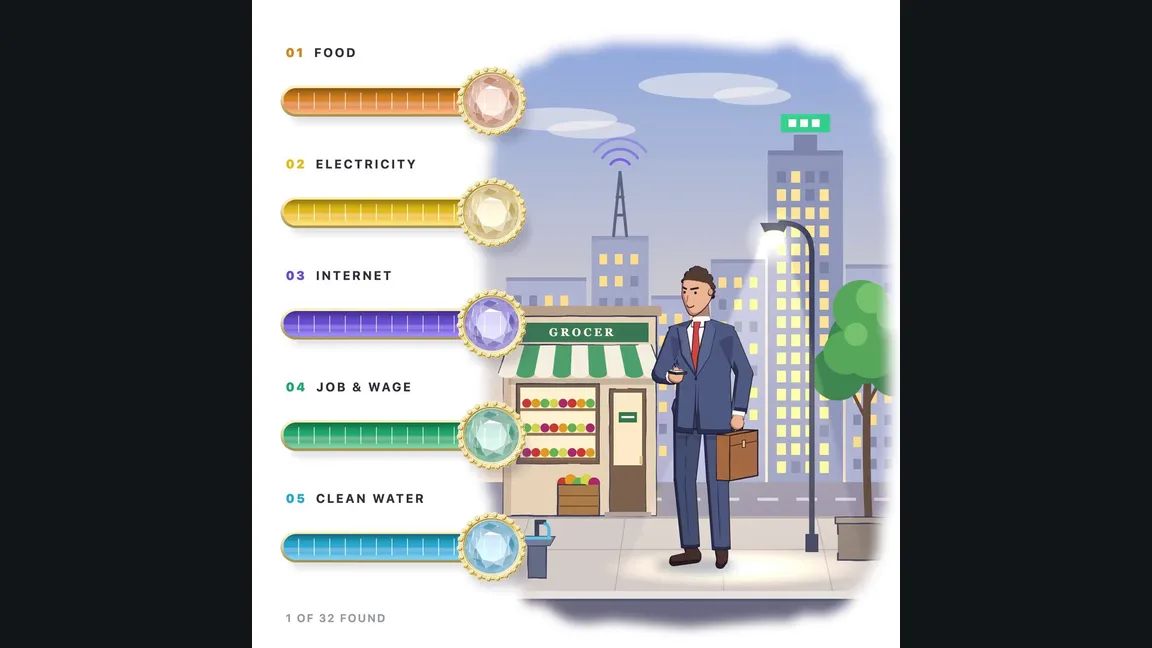 01 FOOD
02 ELECTRICITY
03 INTERNET
GROCER
04 JOB & WAGE
05 CLEAN WATER
1 OF 32 FOUND